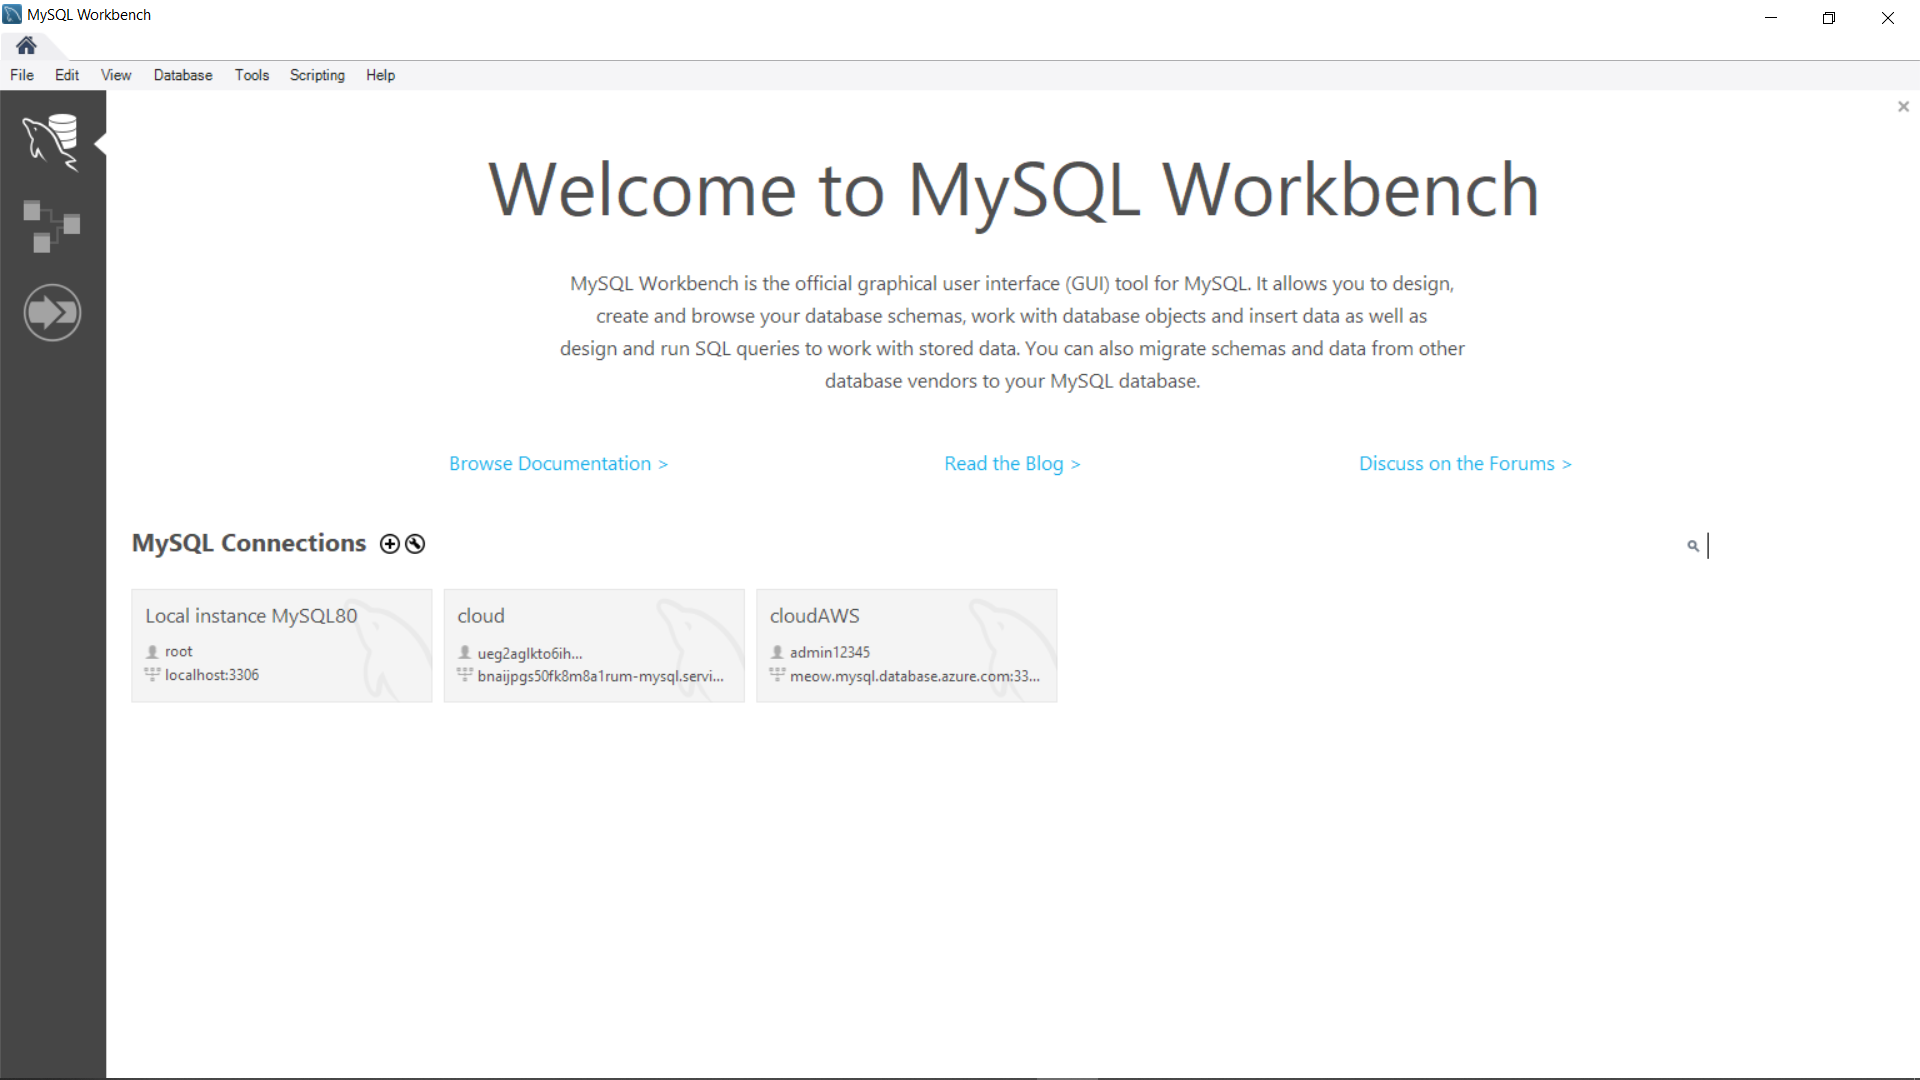 MySQL Workbench
File Edit View Database Tools Scripting Help
Welcome to MySQL Workbench
MySQL Workbench is the official graphical user interface (GUI) tool for MySQL. It allows you to design,
create and browse your database schemas, work with database objects and insert data as well as
design and run SQL queries to work with stored data. You can also migrate schemas and data from other
database vendors to your MySQL database.
Browse Documentation > Read the Blog > Discuss on the Forums >
MySQL Connections
Local instance MySQL80
root
localhost:3306
cloud
ueg2aglkto6ih...
bnaijpgs50fk8m8a1rum-mysql.servi...
cloudAWS
admin12345
meow.mysql.database.azure.com:33...